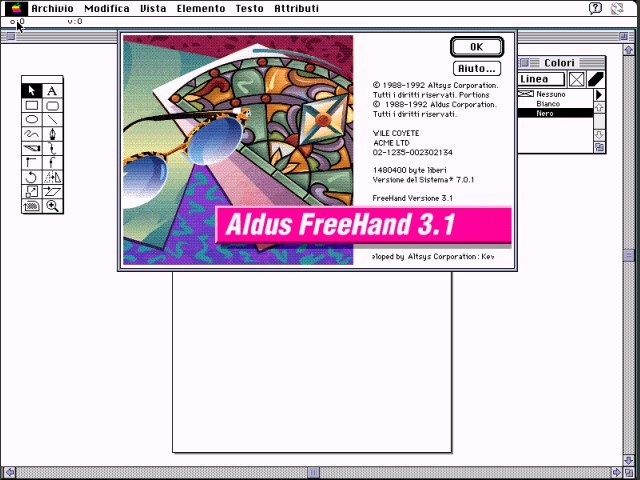 Archivio Modifica Vista Elemento Testo Attributi
o:0 v:0
OK
Aiuto...
© 1988-1992 Altsys Corporation.
Tutti i diritti riservati. Portions
© 1988-1992 Aldus Corporation.
Tutti i diritti riservati.
WILE COYETE
ACME LTD
02-1235-002302134
1480400 byte liberi
Versione del Sistema* 7.0.1
FreeHand Versione 3.1
Aldus FreeHand 3.1
loped by Altsys Corporation: Kev
Colori
Linea
Nessuno
Bianco
Nero
A